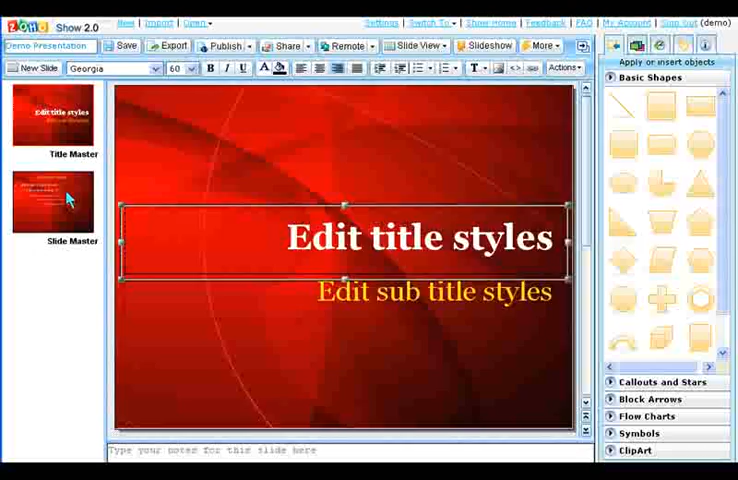 ZOHO Show 2.0
New Import Open Settings Switch To Show Home Feedback FAQ My Account Sign out (demo)
Demo Presentation Save Export Publish Share Remote Slide View Slideshow More
New Slide Georgia 60 B I U A T Actions
Apply or insert objects
Basic Shapes
Title Master
Slide Master
Edit title styles
Edit sub title styles
Callouts and Stars
Block Arrows
Flow Charts
Symbols
ClipArt
Type your notes for this slide here